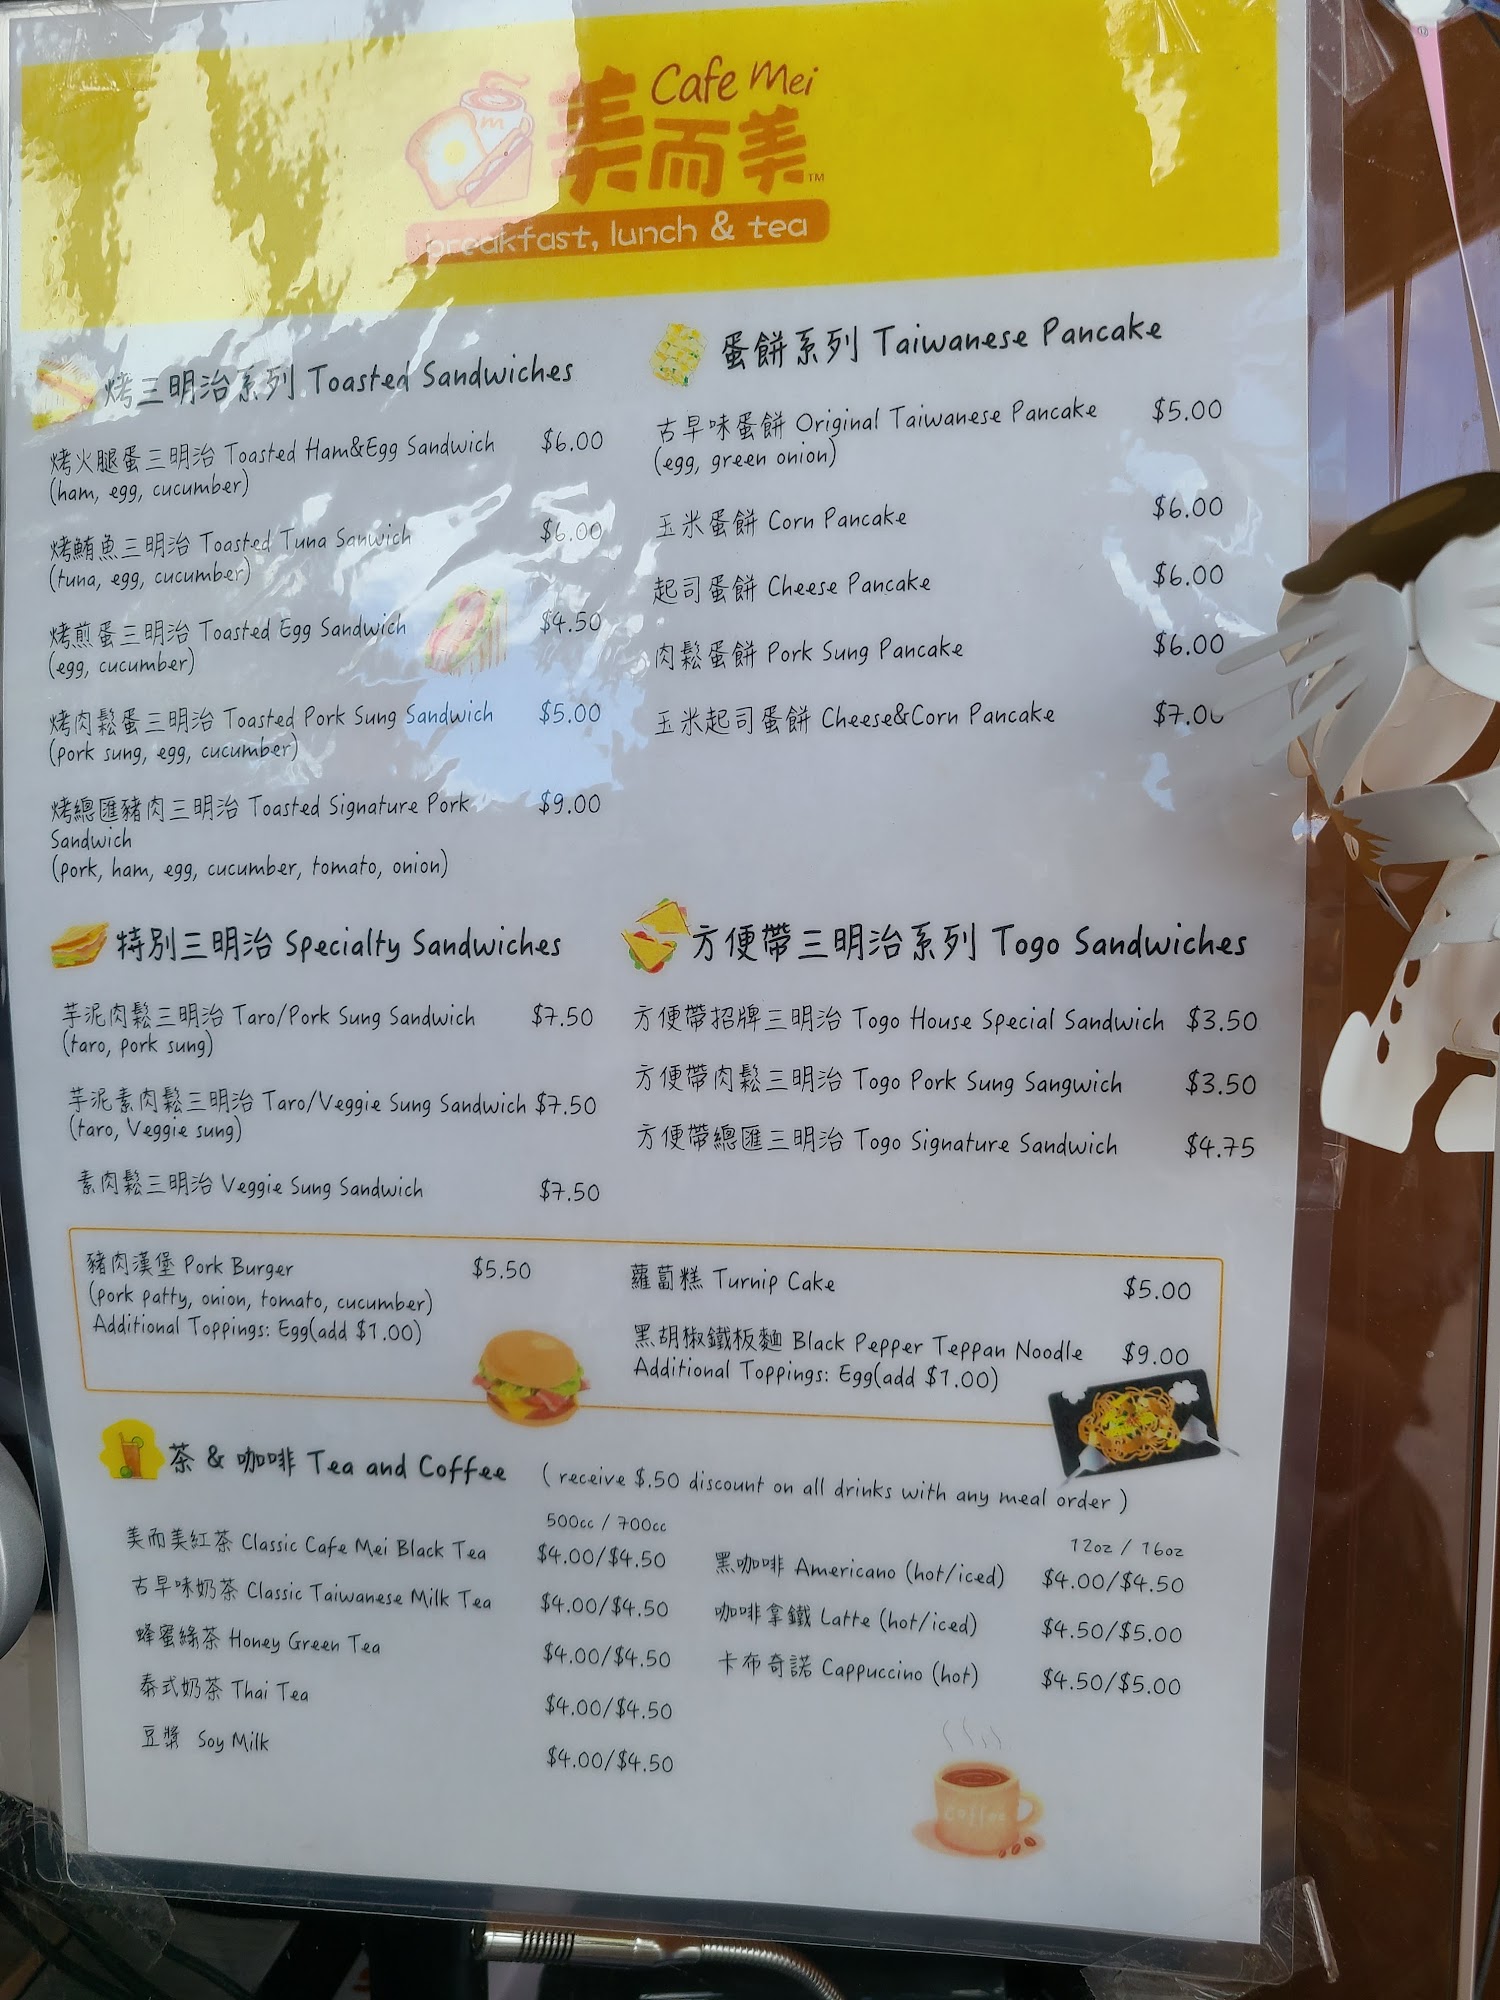 Cafe Mei
美而美™
breakfast, lunch & tea
烤三明治系列 Toasted Sandwiches
烤火腿蛋三明治 Toasted Ham&Egg Sandwich $6.00
(ham, egg, cucumber)
烤鮪魚三明治 Toasted Tuna Sanwich $6.00
(tuna, egg, cucumber)
烤煎蛋三明治 Toasted Egg Sandwich $4.50
(egg, cucumber)
烤肉鬆蛋三明治 Toasted Pork Sung Sandwich $5.00
(pork sung, egg, cucumber)
烤總匯豬肉三明治 Toasted Signature Pork $9.00
Sandwich
(pork, ham, egg, cucumber, tomato, onion)
蛋餅系列 Taiwanese Pancake
古早味蛋餅 Original Taiwanese Pancake $5.00
(egg, green onion)
玉米蛋餅 Corn Pancake $6.00
起司蛋餅 Cheese Pancake $6.00
肉鬆蛋餅 Pork Sung Pancake $6.00
玉米起司蛋餅 Cheese&Corn Pancake $7.00
特別三明治 Specialty Sandwiches
芋泥肉鬆三明治 Taro/Pork Sung Sandwich $7.50
(taro, pork sung)
芋泥素肉鬆三明治 Taro/Veggie Sung Sandwich $7.50
(taro, Veggie sung)
素肉鬆三明治 Veggie Sung Sandwich $7.50
方便帶三明治系列 Togo Sandwiches
方便帶招牌三明治 Togo House Special Sandwich $3.50
方便帶肉鬆三明治 Togo Pork Sung Sangwich $3.50
方便帶總匯三明治 Togo Signature Sandwich $4.75
豬肉漢堡 Pork Burger $5.50
(pork patty, onion, tomato, cucumber)
Additional Toppings: Egg(add $1.00)
蘿蔔糕 Turnip Cake $5.00
黑胡椒鐵板麵 Black Pepper Teppan Noodle $9.00
Additional Toppings: Egg(add $1.00)
茶 & 咖啡 Tea and Coffee (receive $.50 discount on all drinks with any meal order)
500cc / 700cc
美而美紅茶 Classic Cafe Mei Black Tea $4.00/$4.50
古早味奶茶 Classic Taiwanese Milk Tea $4.00/$4.50
蜂蜜綠茶 Honey Green Tea $4.00/$4.50
泰式奶茶 Thai Tea $4.00/$4.50
豆漿 Soy Milk $4.00/$4.50
12oz / 16oz
黑咖啡 Americano (hot/iced) $4.00/$4.50
咖啡拿鐵 Latte (hot/iced) $4.50/$5.00
卡布奇諾 Cappuccino (hot) $4.50/$5.00
Coffee